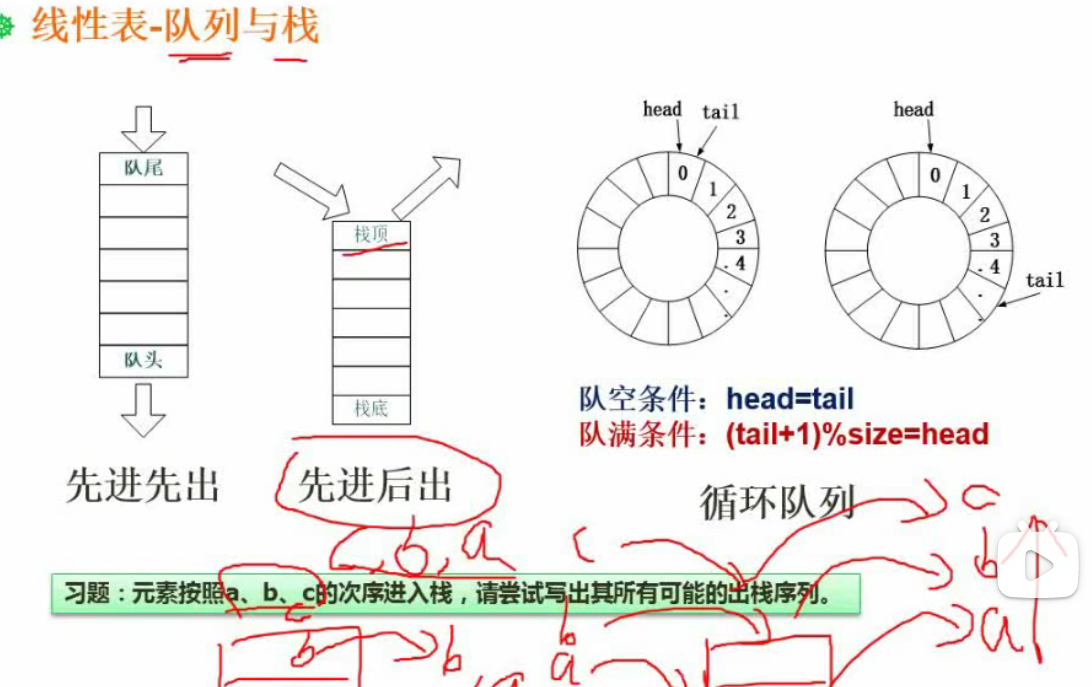 线性表-队列与栈
head tail
head
队尾
0
1
2
3
4
0
1
2
3
4
栈顶
tail
队头
栈底
队空条件：head=tail
队满条件：(tail+1)%size=head
先进先出
先进后出
循环队列
c
c, b, a
c
b
习题：元素按照a、b、c的次序进入栈，请尝试写出其所有可能的出栈序列。
c
b
a
b
b
a
a